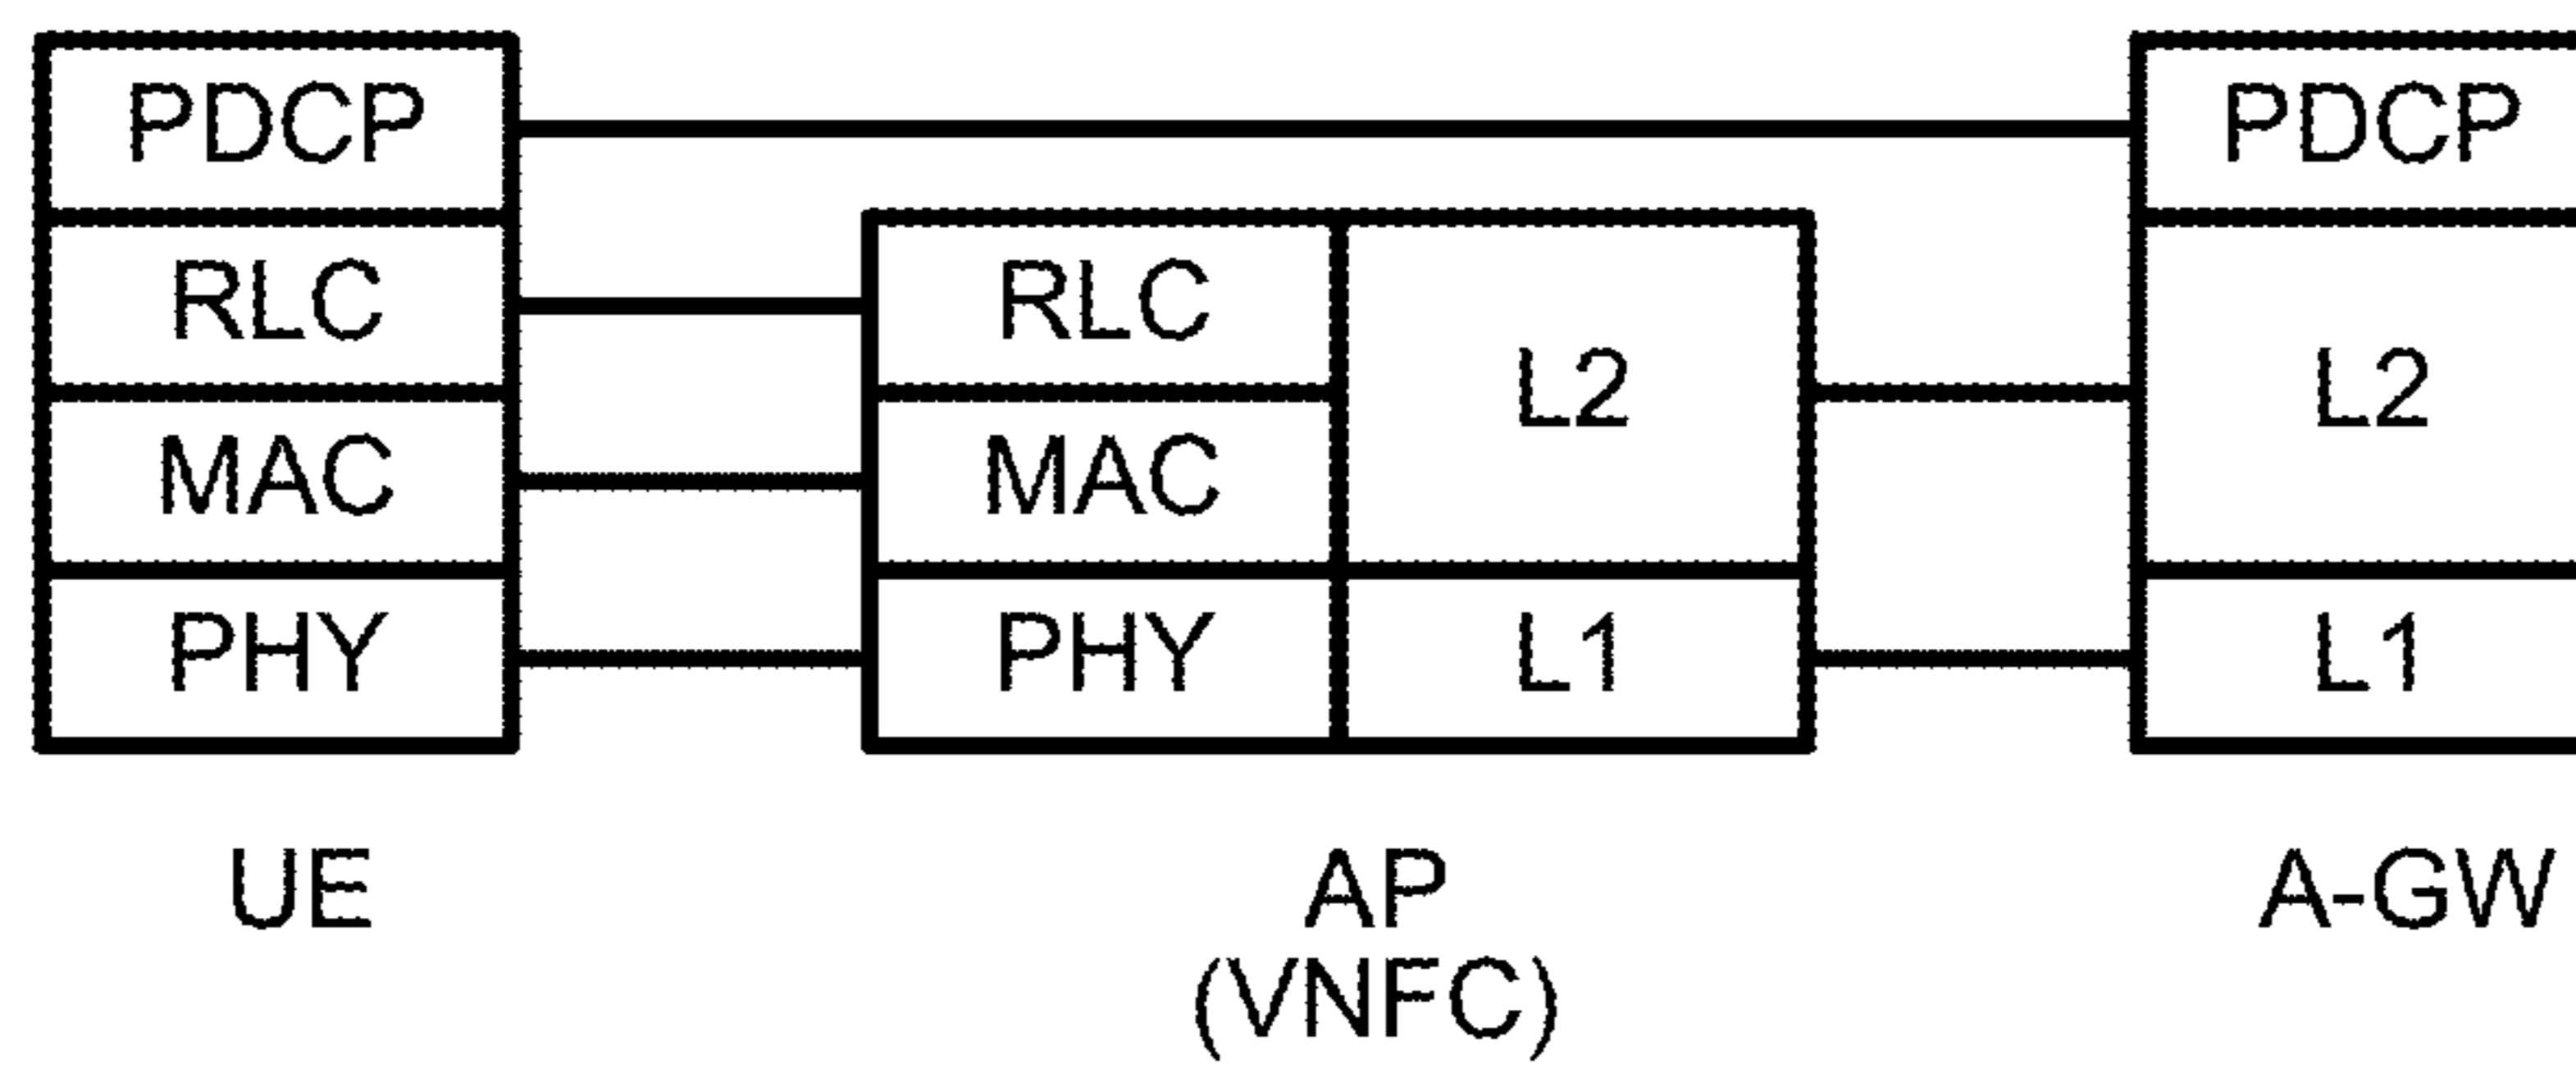 PDCP
RLC
MAC
PHY
UE
RLC
MAC
PHY
L2
L1
AP
(VNFC)
PDCP
L2
L1
A-GW